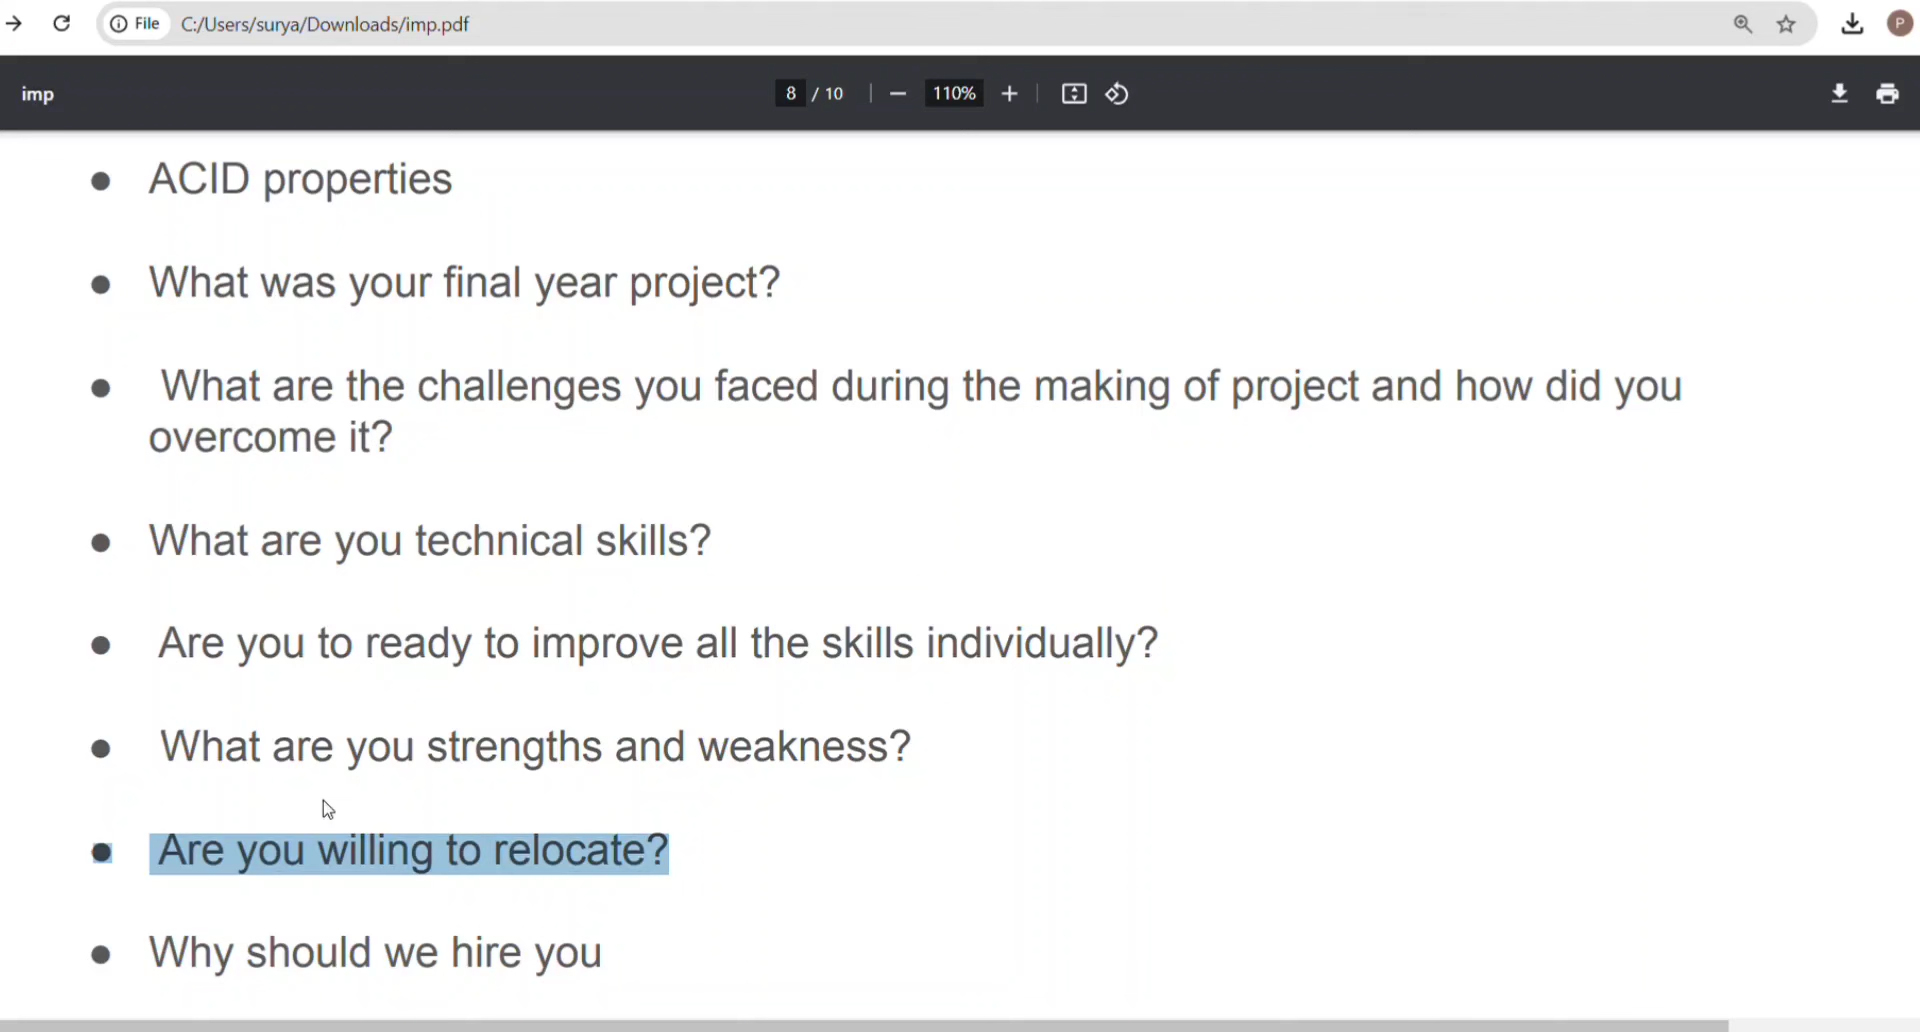 File C:/Users/surya/Downloads/imp.pdf P
imp 8 / 10 110%
● ACID properties
● What was your final year project?
● What are the challenges you faced during the making of project and how did you
overcome it?
● What are you technical skills?
● Are you to ready to improve all the skills individually?
● What are you strengths and weakness?
● Are you willing to relocate?
● Why should we hire you